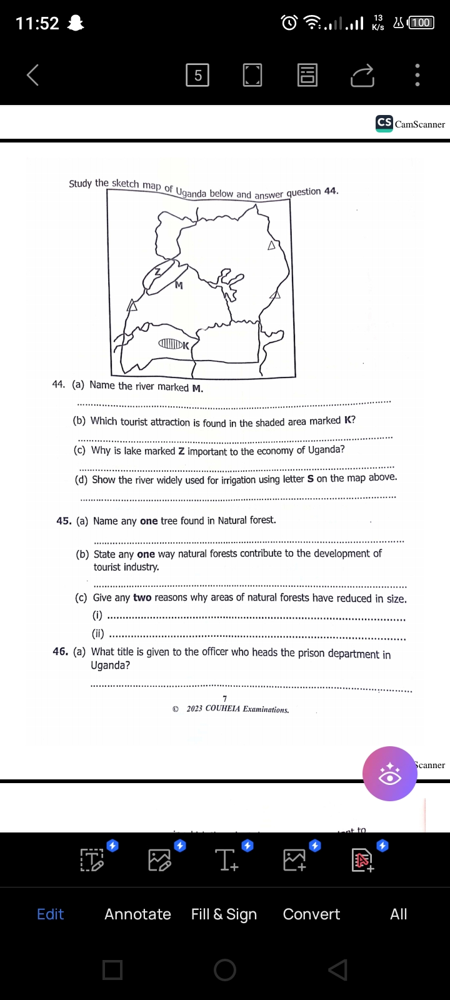 11:52
13
K/s
100
5
CS CamScanner
Study the sketch map of Uganda below and answer question 44.
Z
M
K
44. (a) Name the river marked M.
(b) Which tourist attraction is found in the shaded area marked K?
(c) Why is lake marked Z important to the economy of Uganda?
(d) Show the river widely used for irrigation using letter S on the map above.
45. (a) Name any one tree found in Natural forest.
(b) State any one way natural forests contribute to the development of
tourist industry.
(c) Give any two reasons why areas of natural forests have reduced in size.
(i)
(ii)
46. (a) What title is given to the officer who heads the prison department in
Uganda?
7
© 2023 COUHEIA Examinations.
Scanner
to
Edit Annotate Fill & Sign Convert All